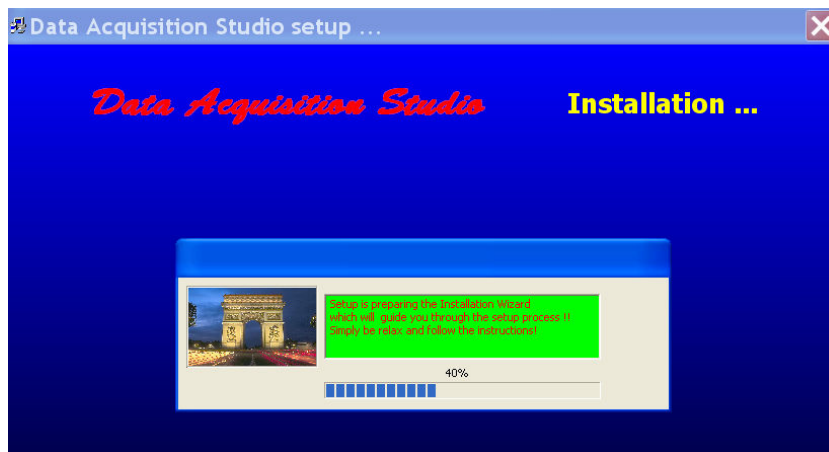 Data Acquisition Studio setup ...
Data Acquisition Studio
Installation ...
Setup is preparing the Installation Wizard
which will guide you through the setup process !!
Simply be relax and follow the instructions!
40%